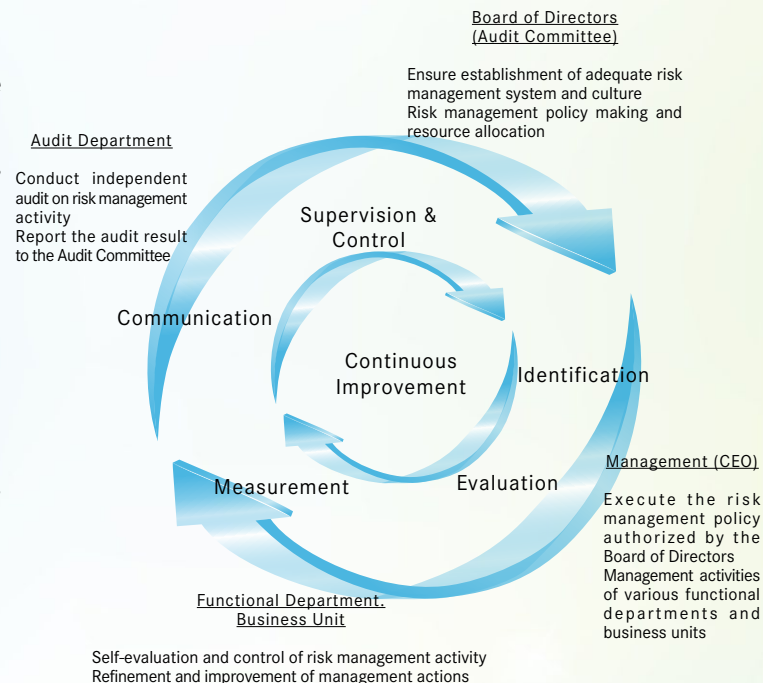 Board of Directors
(Audit Committee)
Ensure establishment of adequate risk
management system and culture
Risk management policy making and
resource allocation
Audit Department
Conduct independent
audit on risk management
activity
Report the audit result
to the Audit Committee
Supervision &
Control
Communication
Continuous
Improvement
Identification
Measurement
Evaluation
Management (CEO)
Execute the risk
management policy
authorized by the
Board of Directors
Management activities
of various functional
departments and
business units
Functional Department.
Business Unit
Self-evaluation and control of risk management activity
Refinement and improvement of management actions